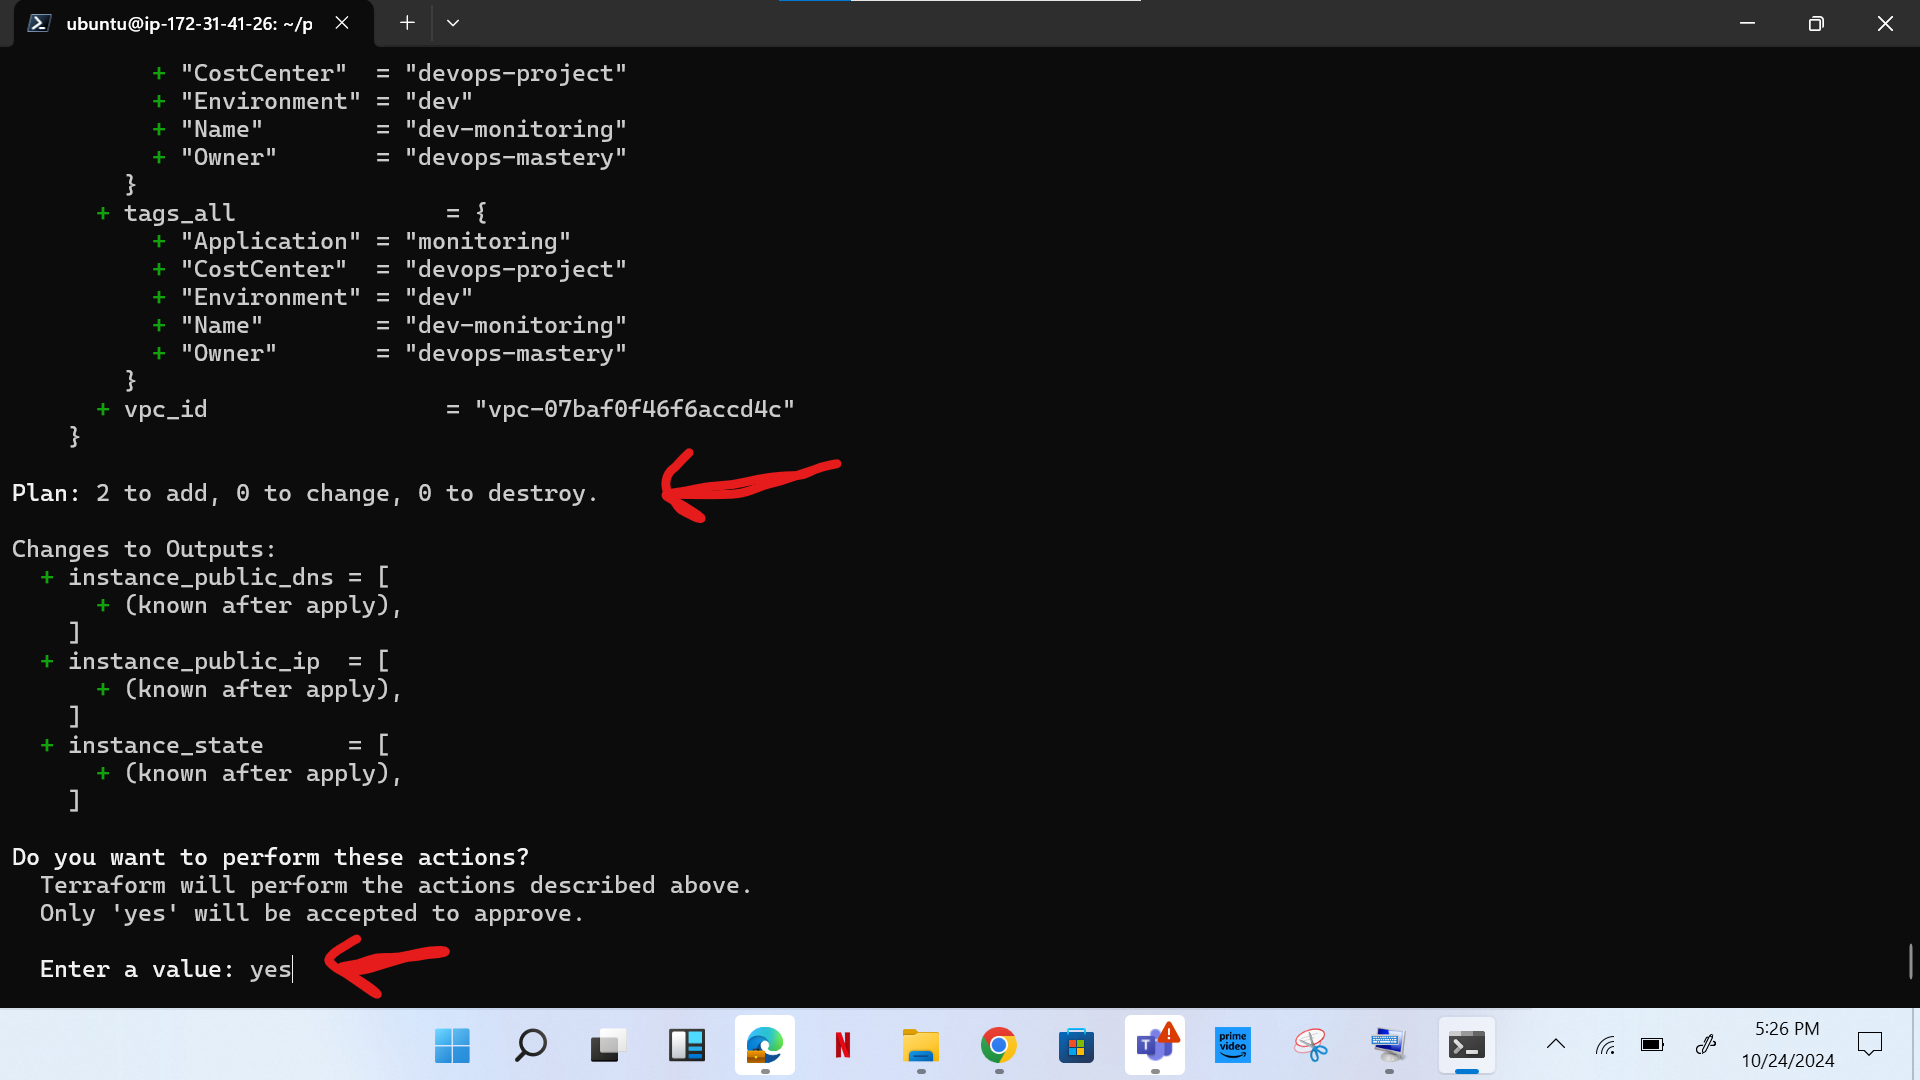 ubuntu@ip-172-31-41-26: ~/p
+ "CostCenter"  = "devops-project"
+ "Environment" = "dev"
+ "Name"        = "dev-monitoring"
+ "Owner"       = "devops-mastery"
}
+ tags_all               = {
+ "Application" = "monitoring"
+ "CostCenter"  = "devops-project"
+ "Environment" = "dev"
+ "Name"        = "dev-monitoring"
+ "Owner"       = "devops-mastery"
}
+ vpc_id                 = "vpc-07baf0f46f6accd4c"
}
Plan: 2 to add, 0 to change, 0 to destroy.
Changes to Outputs:
+ instance_public_dns = [
+ (known after apply),
]
+ instance_public_ip  = [
+ (known after apply),
]
+ instance_state      = [
+ (known after apply),
]
Do you want to perform these actions?
Terraform will perform the actions described above.
Only 'yes' will be accepted to approve.
Enter a value: yes
N
T
prime
video
5:26 PM
10/24/2024